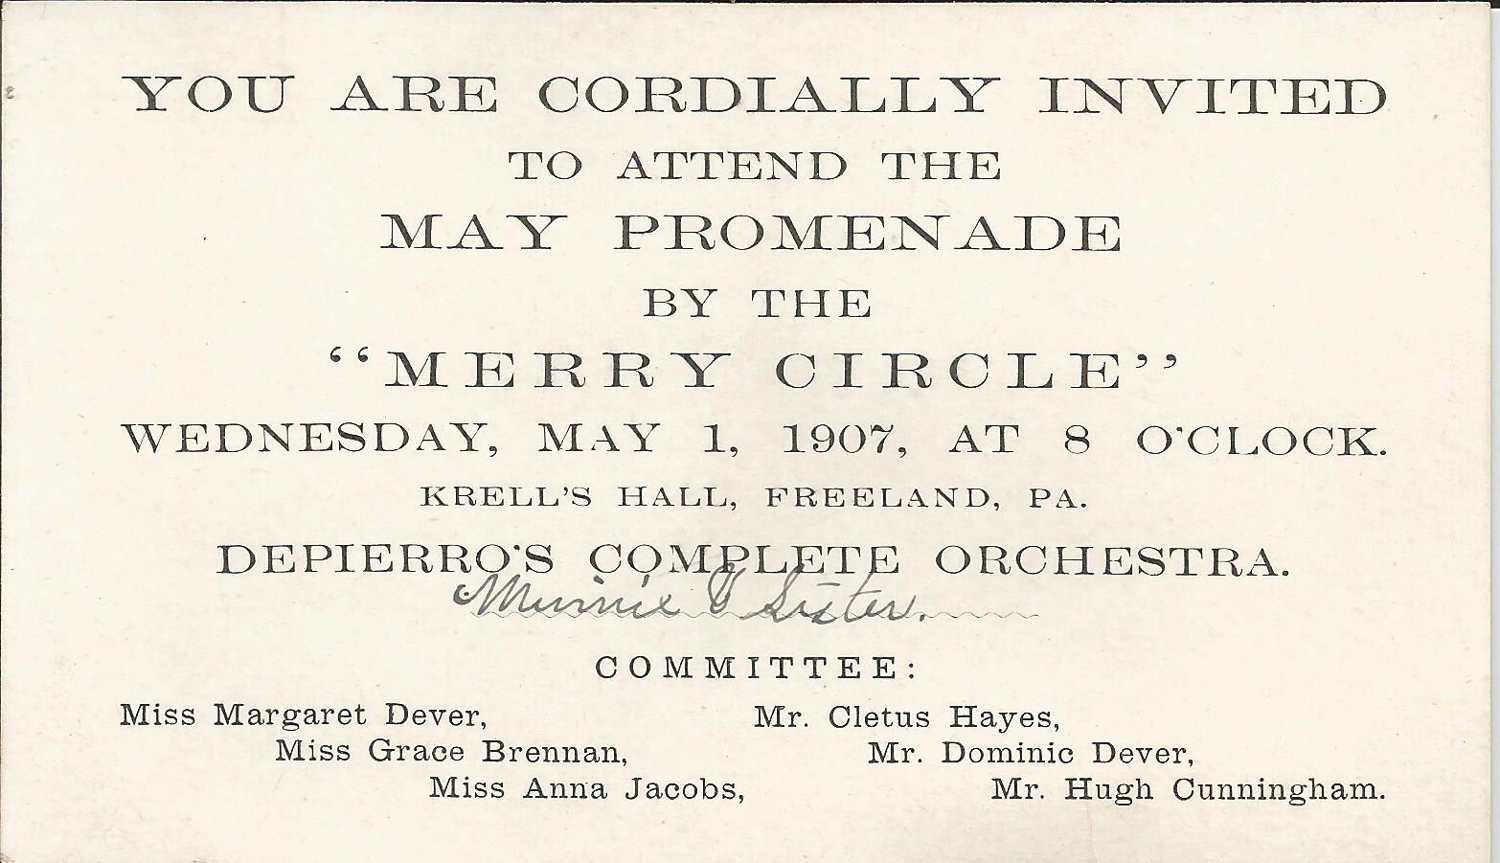 YOU ARE CORDIALLY INVITED
TO ATTEND THE
MAY PROMENADE
BY THE
“MERRY CIRCLE”
WEDNESDAY, MAY 1, 1907, AT 8 O'CLOCK.
KRELL'S HALL, FREELAND, PA.
DEPIERRO'S COMPLETE ORCHESTRA.
Minnie & Sister.
COMMITTEE:
Miss Margaret Dever, Mr. Cletus Hayes,
Miss Grace Brennan, Mr. Dominic Dever,
Miss Anna Jacobs, Mr. Hugh Cunningham.